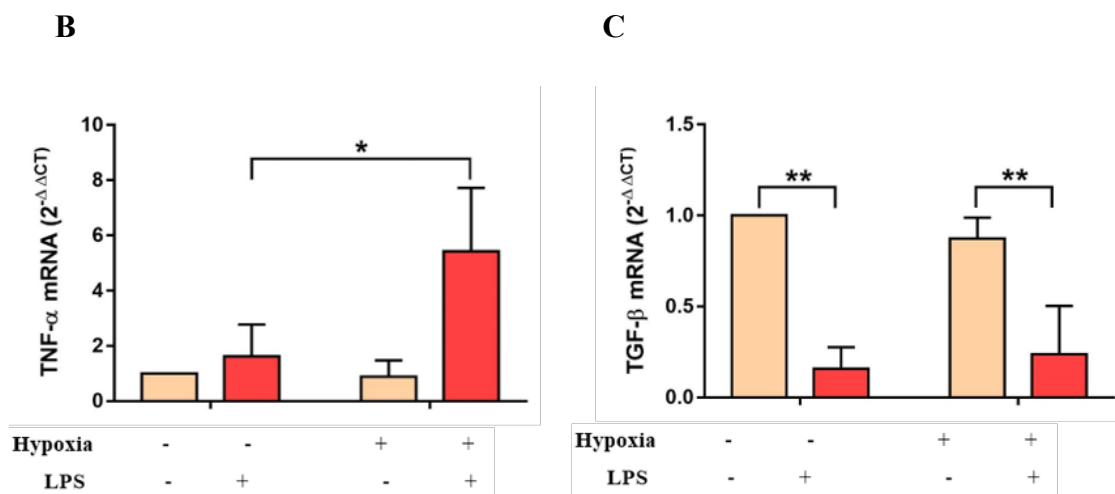 B
C
TNF-α mRNA (2^-ΔΔCT)
10
8
6
4
2
0
*
Hypoxia - - + +
LPS - + - +
TGF-β mRNA (2^-ΔΔCT)
1.5
1.0
0.5
0.0
** **
Hypoxia - - + +
LPS - + - +